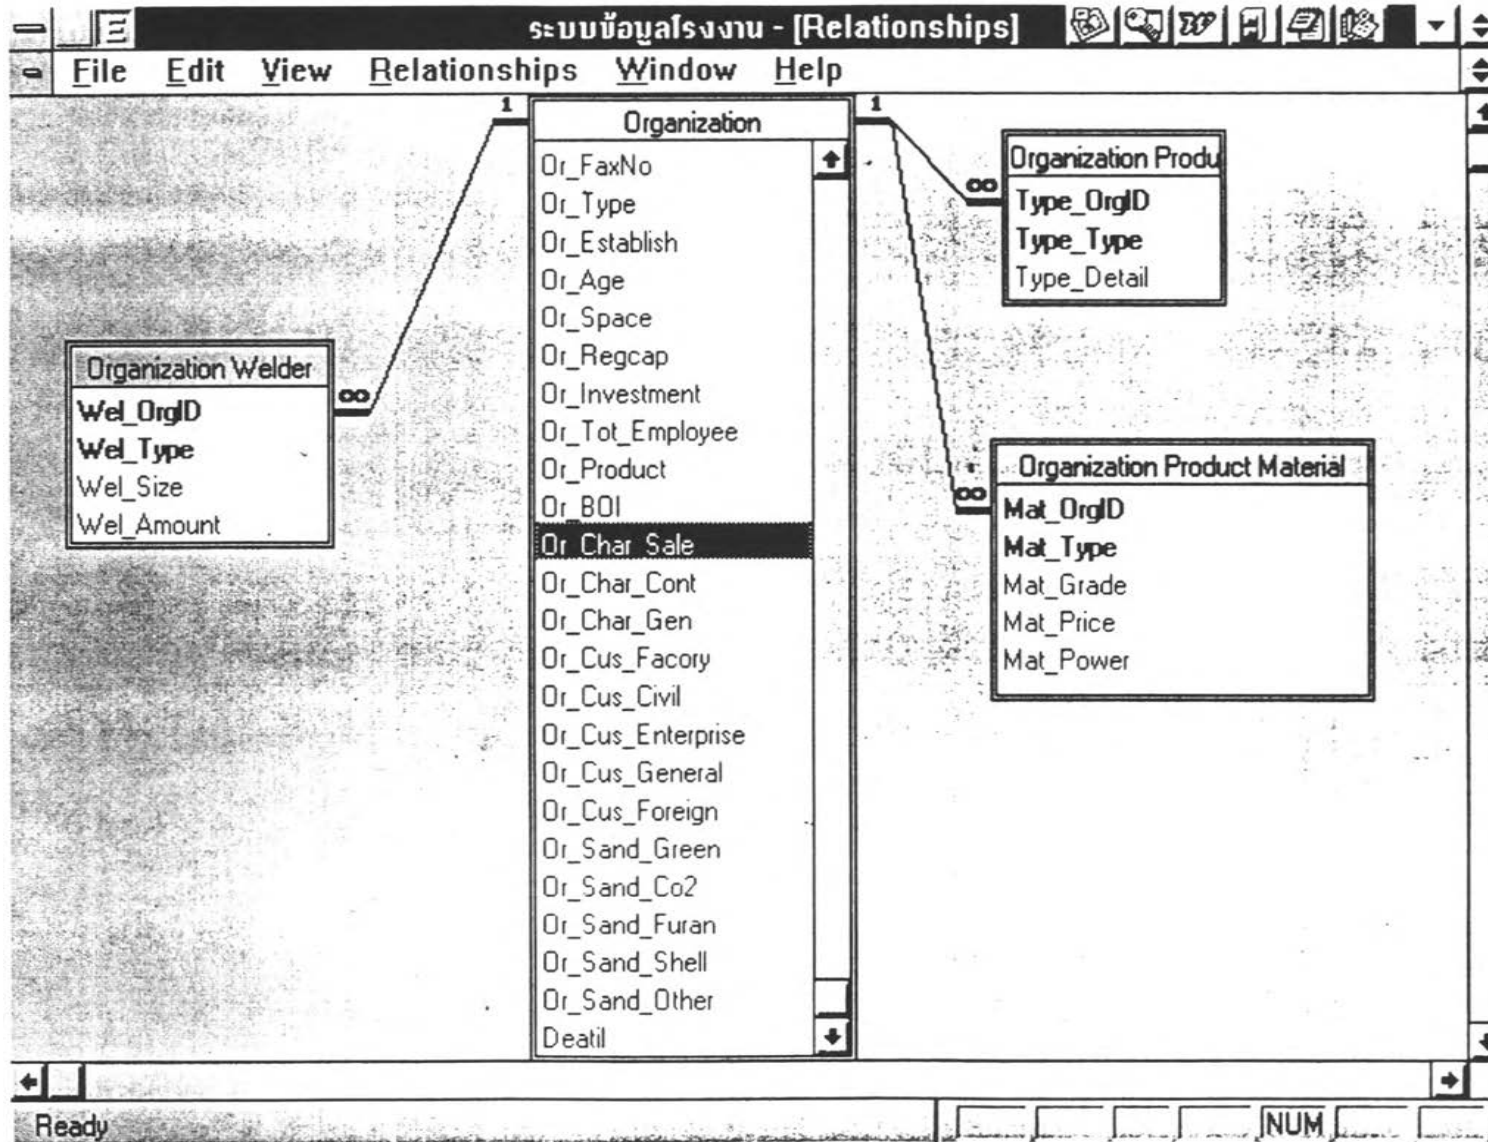 ระบบข้อมูลโรงงาน - [Relationships]
File Edit View Relationships Window Help
1
Organization
1
Or_FaxNo
Or_Type
Or_Establish
Or_Age
Or_Space
Or_Regcap
Or_Investment
Or_Tot_Employee
Or_Product
Or_BOI
Or_Char_Sale
Or_Char_Cont
Or_Char_Gen
Or_Cus_Facory
Or_Cus_Civil
Or_Cus_Enterprise
Or_Cus_General
Or_Cus_Foreign
Or_Sand_Green
Or_Sand_Co2
Or_Sand_Furan
Or_Sand_Shell
Or_Sand_Other
Deatil
Organization Welder
∞
Wel_OrgID
Wel_Type
Wel_Size
Wel_Amount
Organization Produ
∞
Type_OrgID
Type_Type
Type_Detail
Organization Product Material
∞
Mat_OrgID
Mat_Type
Mat_Grade
Mat_Price
Mat_Power
Ready
NUM